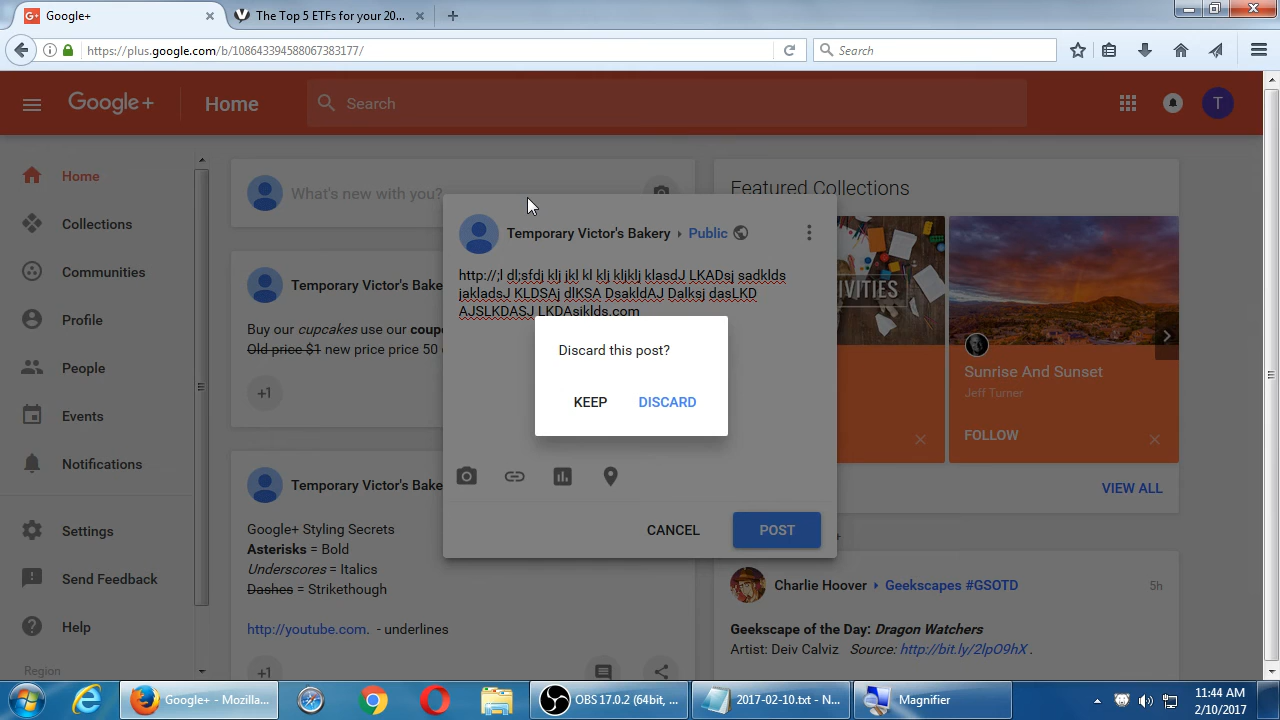 Google+
The Top 5 ETFs for your 20...
https://plus.google.com/b/108643394588067383177/
Search
Google+
Home
Search
T
Home
Collections
Communities
Profile
People
Events
Notifications
Settings
Send Feedback
Help
Region
What's new with you?
Temporary Victor's Bake
Buy our cupcakes use our coup
Old price $1 new price price 50
+1
Temporary Victor's Bake
Google+ Styling Secrets
Asterisks = Bold
Underscores = Italics
Dashes = Strikethough
http://youtube.com. - underlines
+1
Temporary Victor's Bakery
Public
http://;l dl;sfdj klj jkl kl klj kljklj klasdJ LKADsj sadklds
jakladsJ KLDSAj dlKSA DsakldAJ Dalksj dasLKD
AJSLKDASJ LKDAsiklds.com
Discard this post?
KEEP DISCARD
CANCEL POST
Featured Collections
IVITIES
Sunrise And Sunset
Jeff Turner
FOLLOW
VIEW ALL
Charlie Hoover
Geekscapes #GSOTD
5h
Geekscape of the Day: Dragon Watchers
Artist: Deiv Calviz Source: http://bit.ly/2lpO9hX .
Google+ - Mozilla...
OBS 17.0.2 (64bit, ...
2017-02-10.txt - N...
Magnifier
11:44 AM
2/10/2017